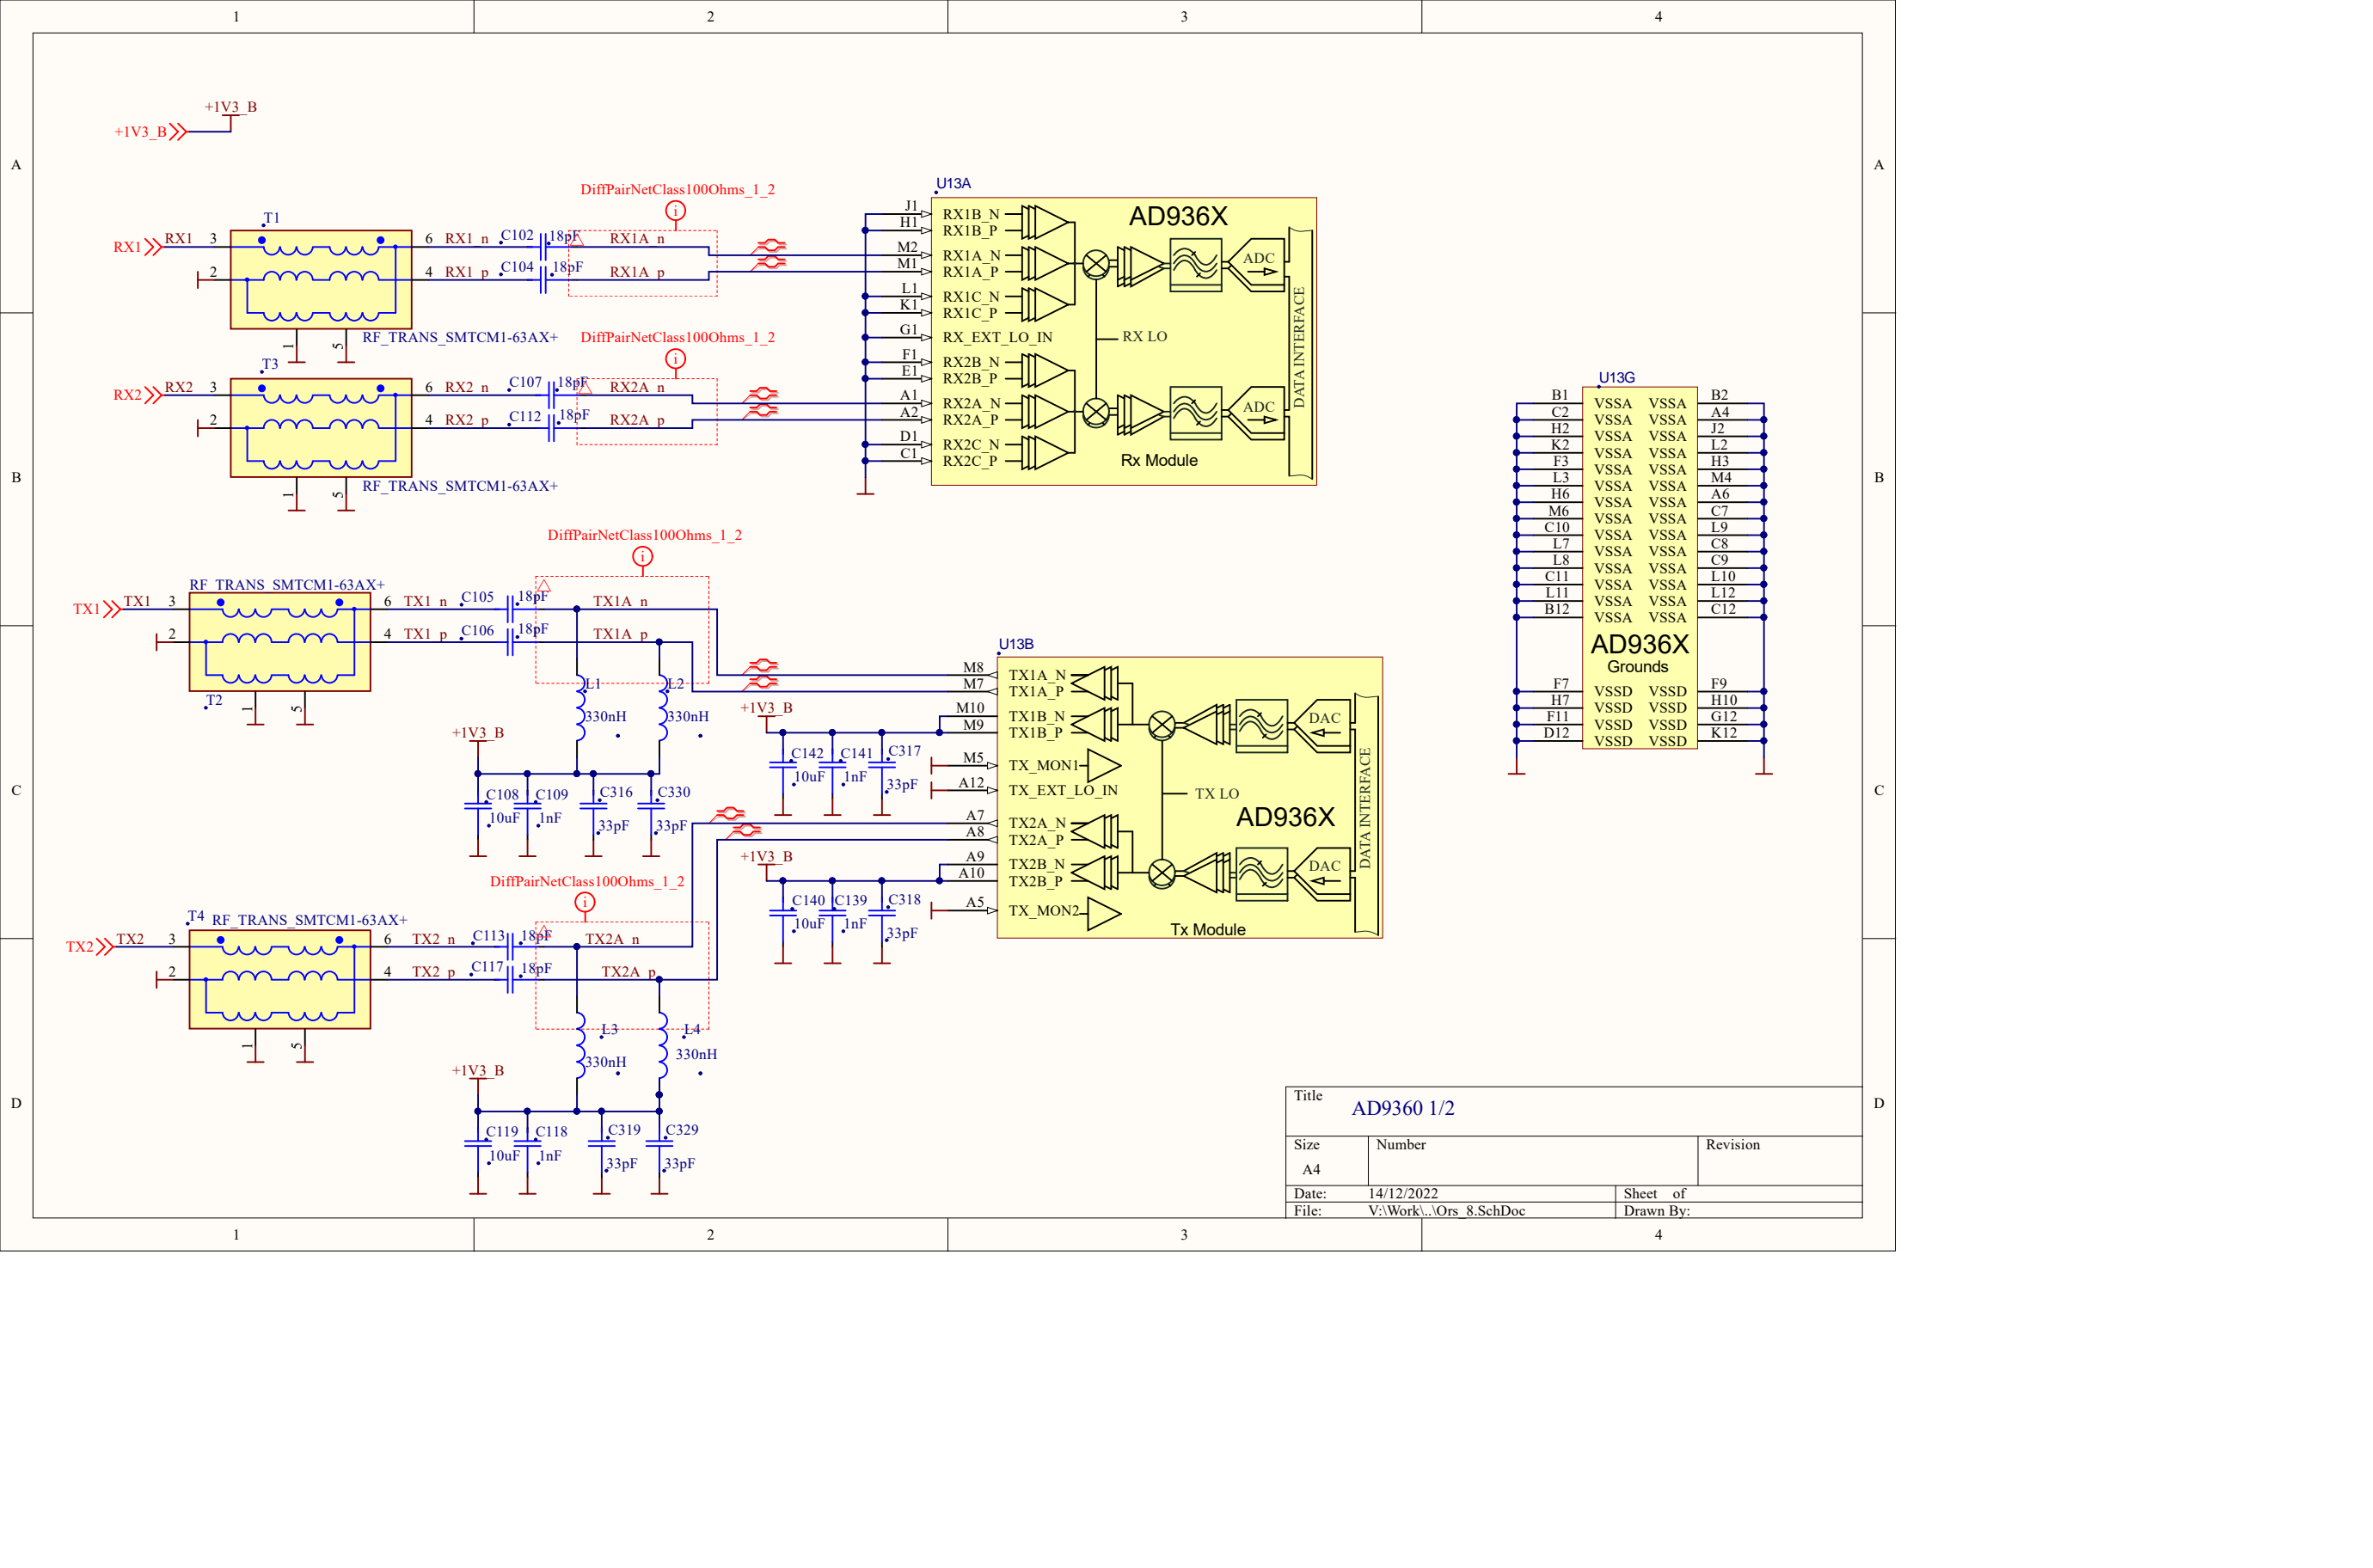 1
2
3
4
A
A
+1V3_B
+1V3_B
DiffPairNetClass100Ohms_1_2
i
U13A
T1
RX1
RX1
3
2
6
4
RX1_n
RX1_p
C102
18pF
C104
18pF
RX1A_n
RX1A_p
1
5
RF_TRANS_SMTCM1-63AX+
J1
H1
M2
M1
L1
K1
G1
F1
E1
A1
A2
D1
C1
RX1B_N
RX1B_P
RX1A_N
RX1A_P
RX1C_N
RX1C_P
RX_EXT_LO_IN
RX2B_N
RX2B_P
RX2A_N
RX2A_P
RX2C_N
RX2C_P
AD936X
ADC
RX LO
ADC
DATA INTERFACE
Rx Module
DiffPairNetClass100Ohms_1_2
i
T3
RX2
RX2
3
2
6
4
RX2_n
RX2_p
C107
18pF
C112
18pF
RX2A_n
RX2A_p
1
5
RF_TRANS_SMTCM1-63AX+
B
B
U13G
B1
C2
H2
K2
F3
L3
H6
M6
C10
L7
L8
C11
L11
B12
VSSA VSSA
VSSA VSSA
VSSA VSSA
VSSA VSSA
VSSA VSSA
VSSA VSSA
VSSA VSSA
VSSA VSSA
VSSA VSSA
VSSA VSSA
VSSA VSSA
VSSA VSSA
VSSA VSSA
VSSA VSSA
B2
A4
J2
L2
H3
M4
A6
C7
L9
C8
C9
L10
L12
C12
AD936X
Grounds
F7
H7
F11
D12
VSSD VSSD
VSSD VSSD
VSSD VSSD
VSSD VSSD
F9
H10
G12
K12
DiffPairNetClass100Ohms_1_2
i
RF_TRANS_SMTCM1-63AX+
TX1
TX1
3
2
6
4
TX1_n
TX1_p
C105
18pF
C106
18pF
TX1A_n
TX1A_p
T2
1
5
L1
330nH
L2
330nH
+1V3_B
C108
10uF
C109
1nF
C316
33pF
C330
33pF
C
C
U13B
M8
M7
M10
M9
M5
A12
A7
A8
A9
A10
A5
TX1A_N
TX1A_P
TX1B_N
TX1B_P
TX_MON1
TX_EXT_LO_IN
TX2A_N
TX2A_P
TX2B_N
TX2B_P
TX_MON2
DAC
TX LO
AD936X
DAC
DATA INTERFACE
Tx Module
+1V3_B
C142
10uF
C141
1nF
C317
33pF
+1V3_B
C140
10uF
C139
1nF
C318
33pF
DiffPairNetClass100Ohms_1_2
i
T4 RF_TRANS_SMTCM1-63AX+
TX2
TX2
3
2
6
4
TX2_n
TX2_p
C113
18pF
C117
18pF
TX2A_n
TX2A_p
1
5
L3
330nH
L4
330nH
+1V3_B
C119
10uF
C118
1nF
C319
33pF
C329
33pF
D
D
Title
AD9360 1/2
Size
A4
Number
Revision
Date: 14/12/2022
Sheet of
File: V:\Work\..\Ors_8.SchDoc
Drawn By:
1
2
3
4